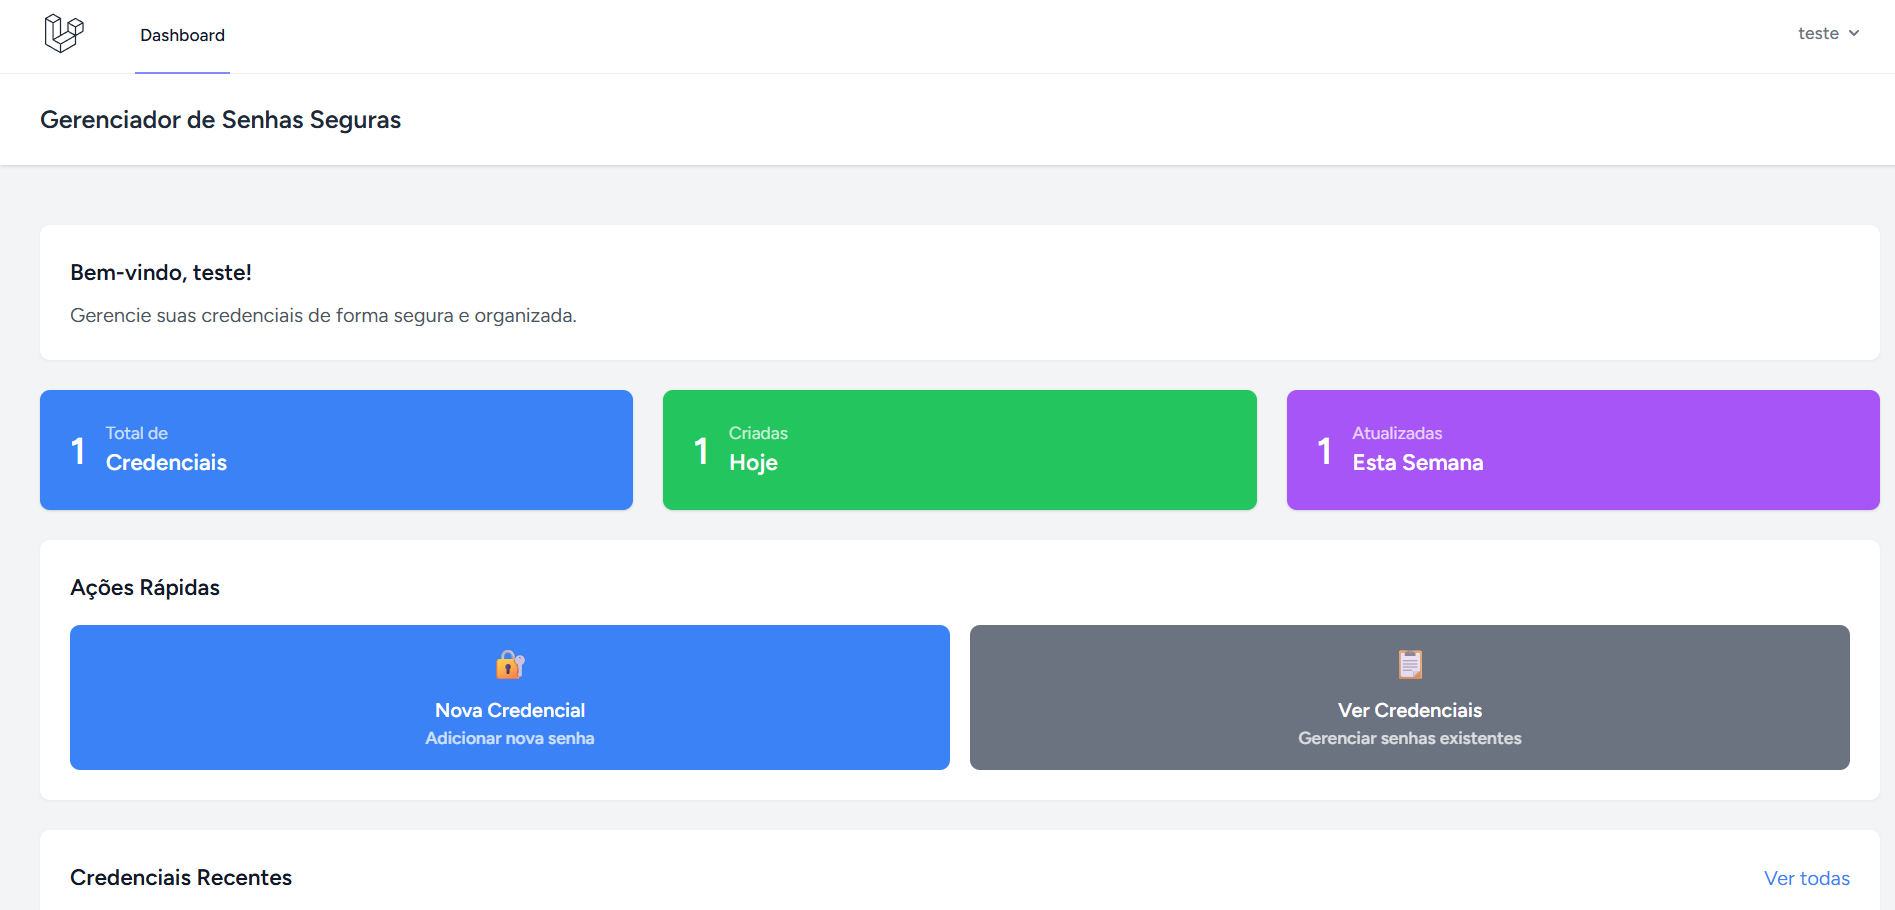 Dashboard
teste
Gerenciador de Senhas Seguras
Bem-vindo, teste!
Gerencie suas credenciais de forma segura e organizada.
1
Total de
Credenciais
1
Criadas
Hoje
1
Atualizadas
Esta Semana
Ações Rápidas
Nova Credencial
Adicionar nova senha
Ver Credenciais
Gerenciar senhas existentes
Credenciais Recentes
Ver todas